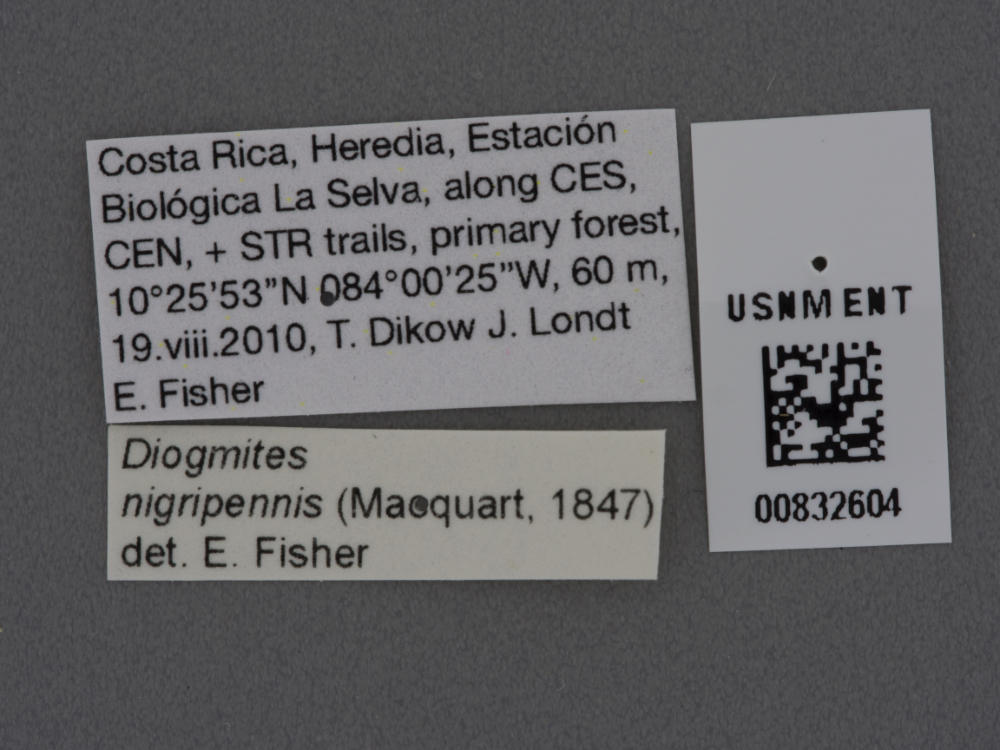 Costa Rica, Heredia, Estación
Biológica La Selva, along CES,
CEN, + STR trails, primary forest,
10°25'53"N 084°00'25"W, 60 m,
19.viii.2010, T. Dikow J. Londt
E. Fisher
Diogmites
nigripennis (Macquart, 1847)
det. E. Fisher
USNMENT
00832604